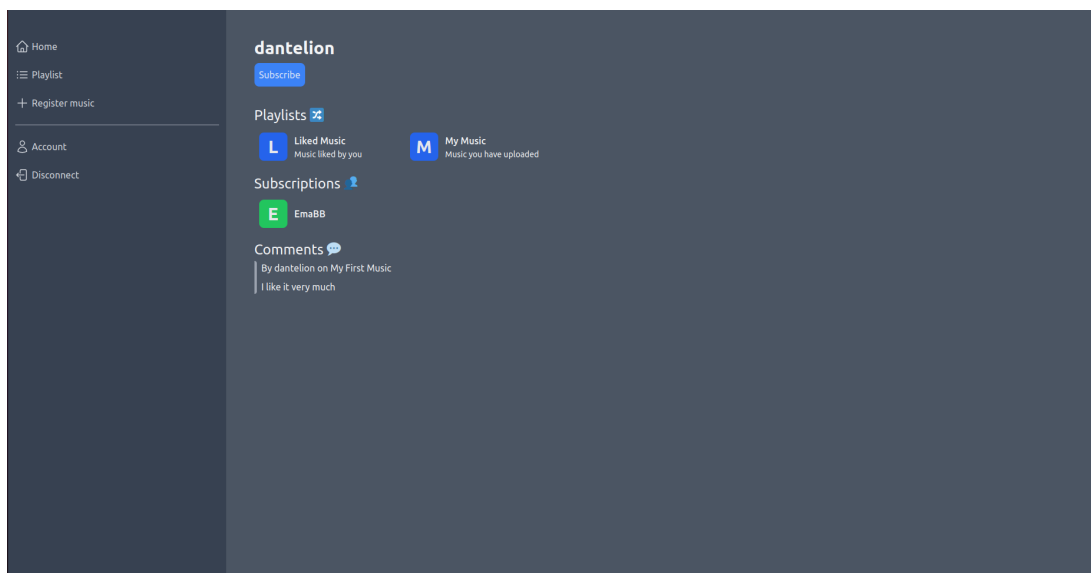 Home
Playlist
Register music
Account
Disconnect
dantelion
Subscribe
Playlists 🔀
L
Liked Music
Music liked by you
M
My Music
Music you have uploaded
Subscriptions 👥
E
EmaBB
Comments 💬
By dantelion on My First Music
I like it very much